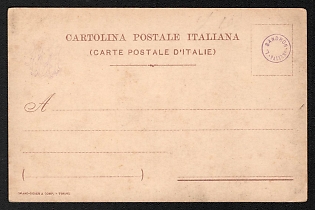 CARTOLINA POSTALE ITALIANA
(CARTE POSTALE D'ITALIE)
A
(                    )